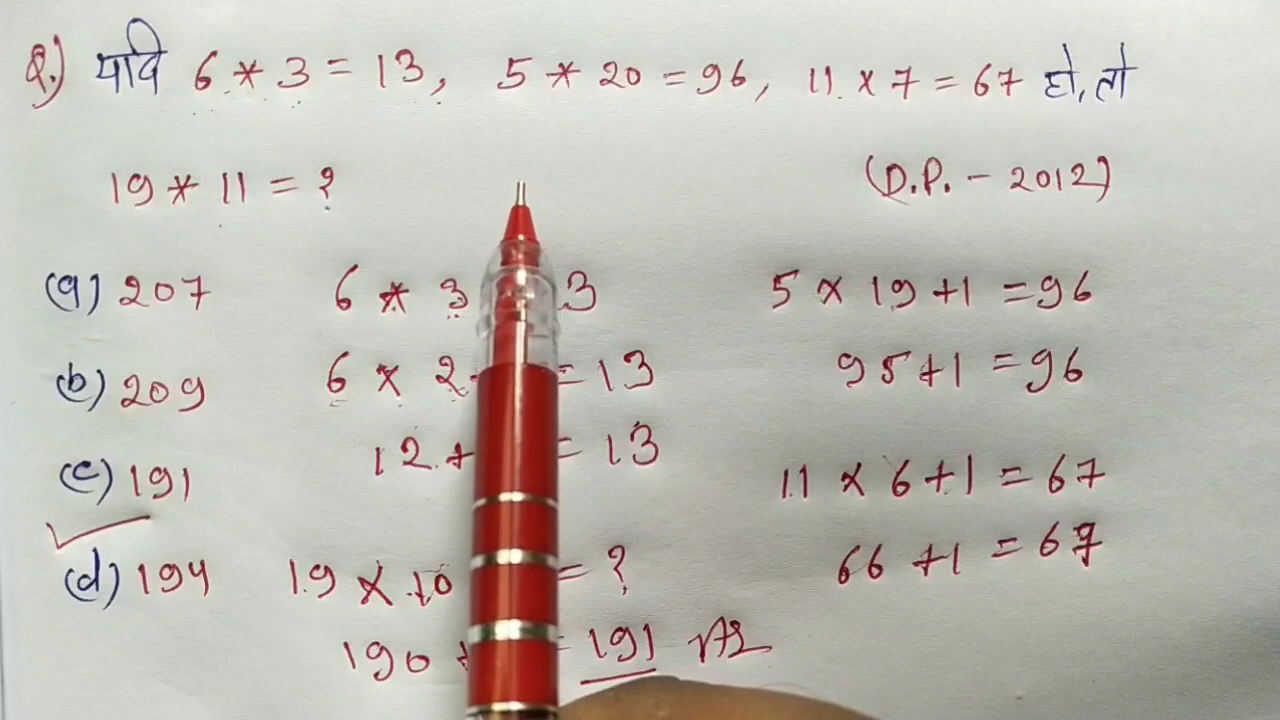 Q.) यदि 6 * 3 = 13, 5 * 20 = 96, 11 x 7 = 67 हो, तो
19 * 11 = ?
(D.P. - 2012)
(a) 207
(b) 209
(c) 191
(d) 194
6 * 3 3
6 x 2 = 13
12 + = 13
19 x 10 = ?
190 + = 191 Ans
5 x 19 + 1 = 96
95 + 1 = 96
11 x 6 + 1 = 67
66 + 1 = 67